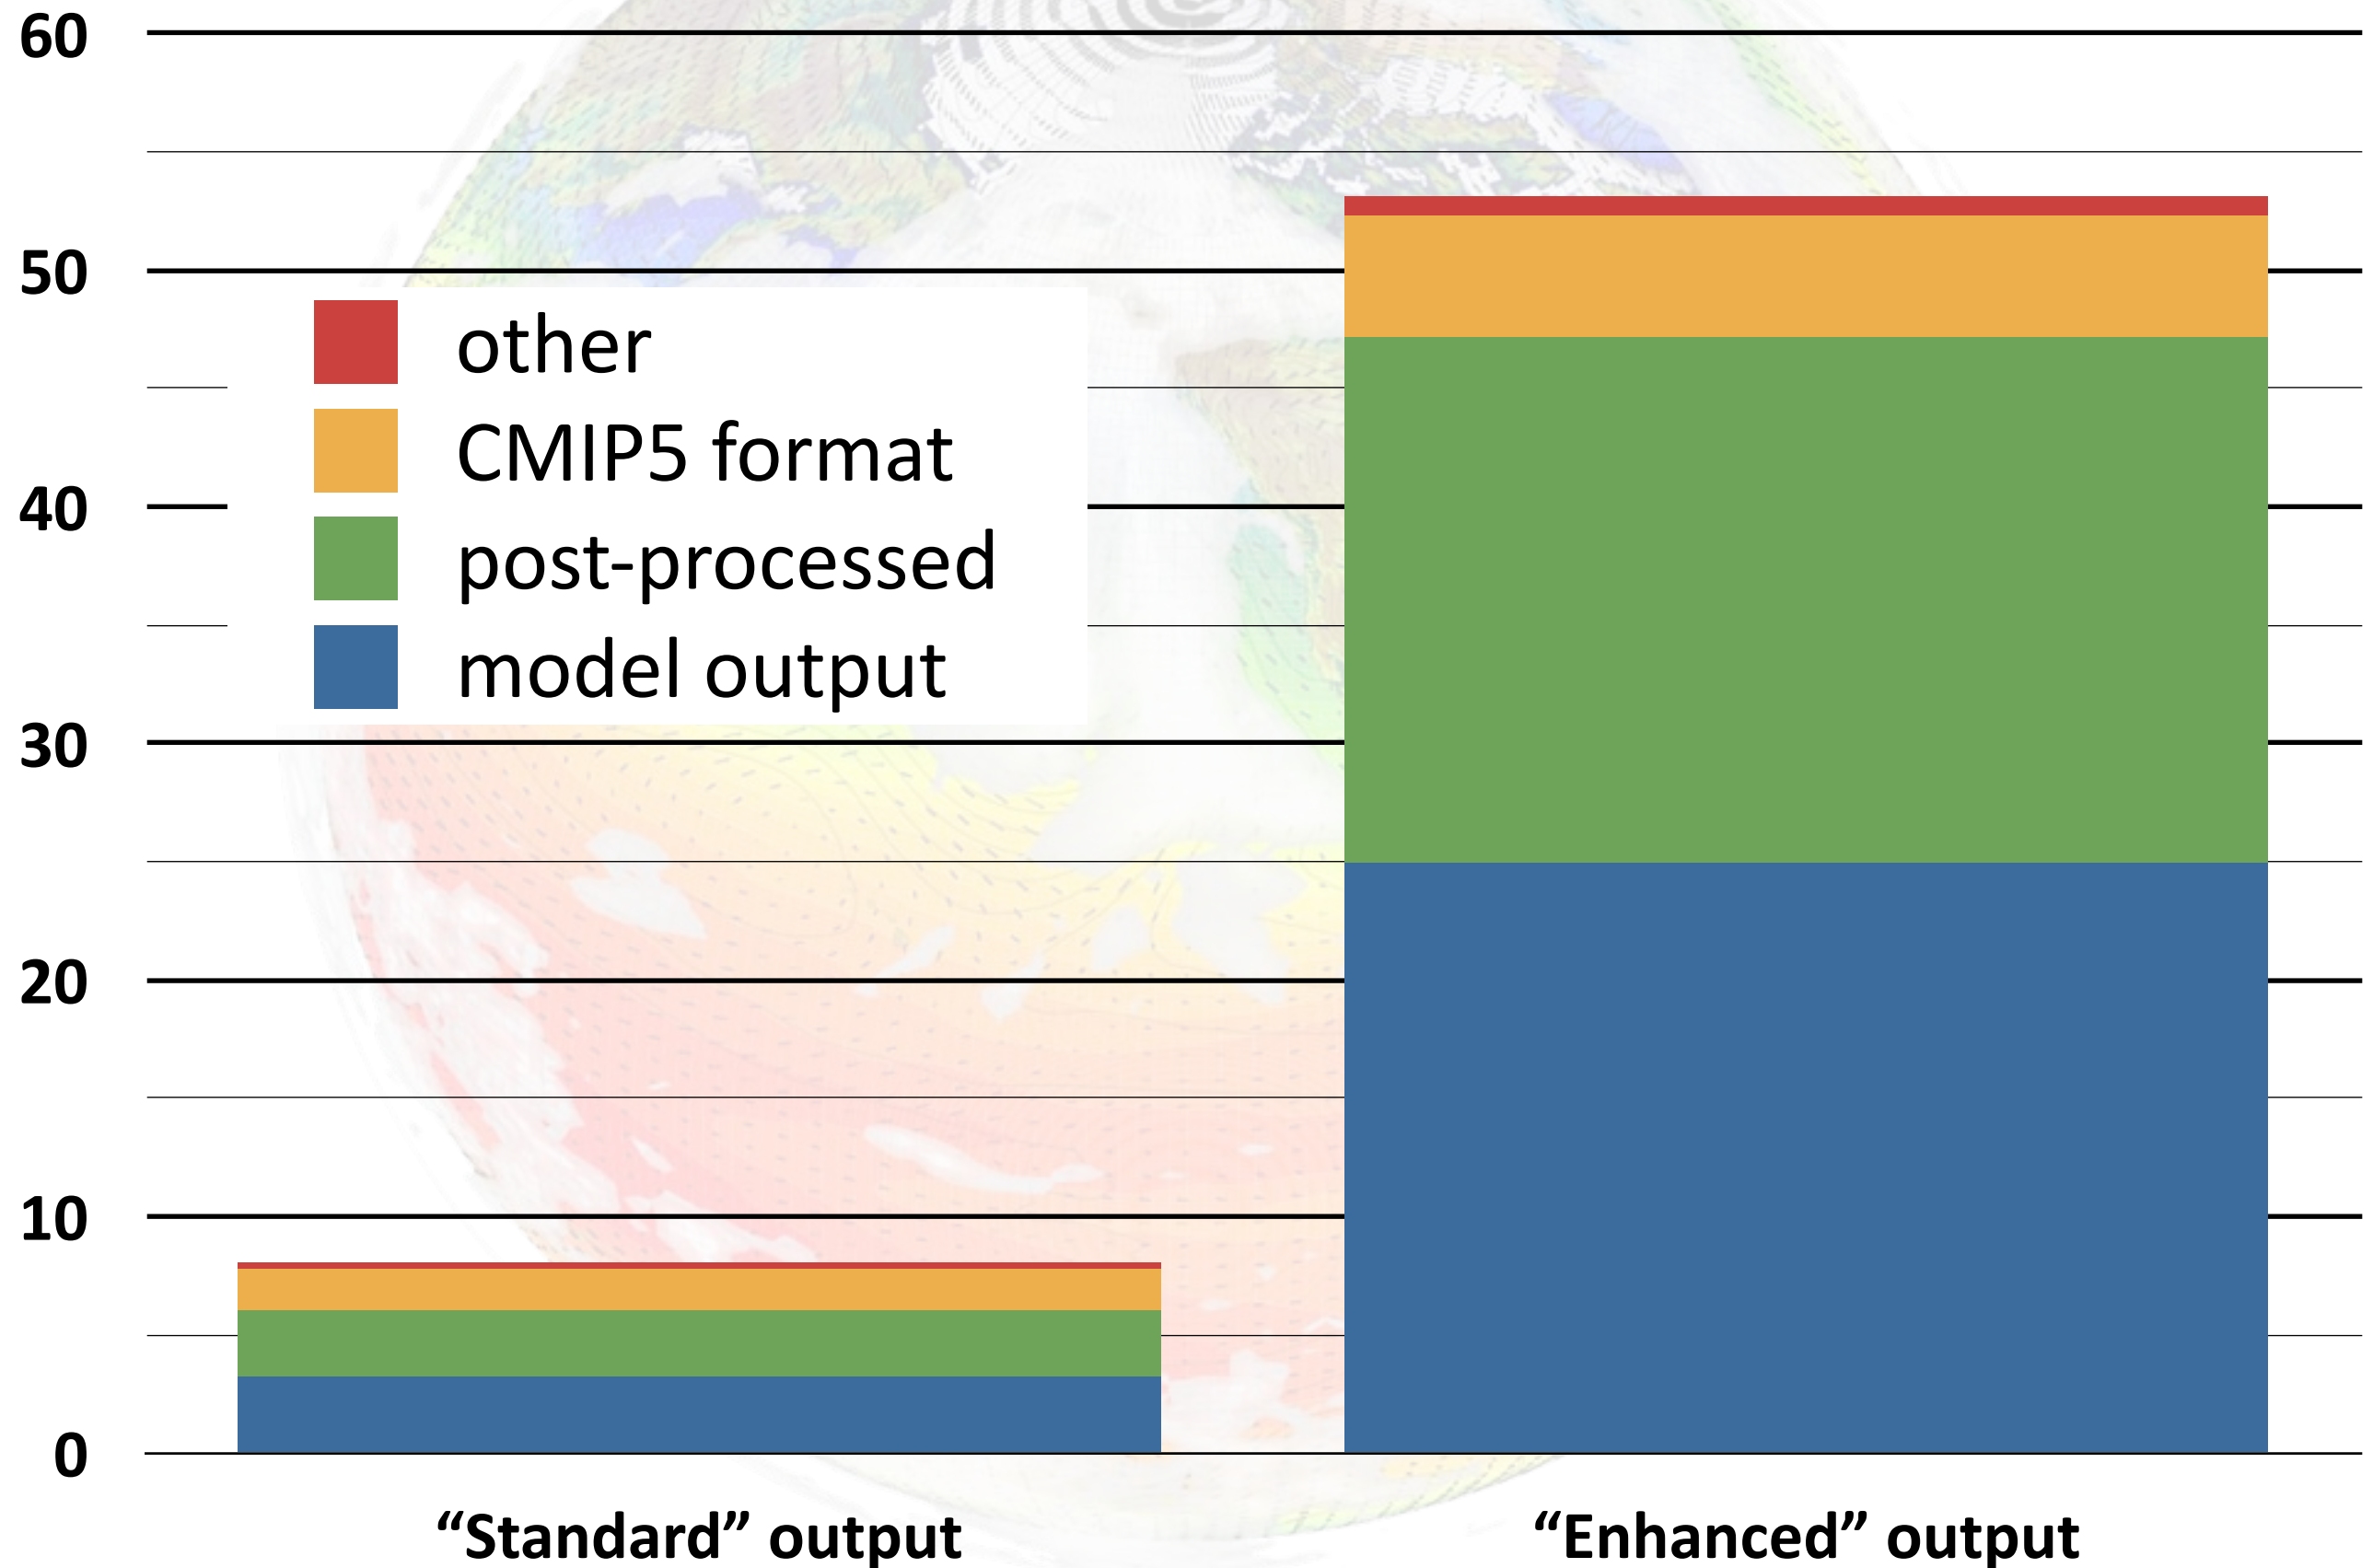 60
50
other
CMIP5 format
40
post-processed
model output
30
20
10
0
“Standard” output
“Enhanced” output